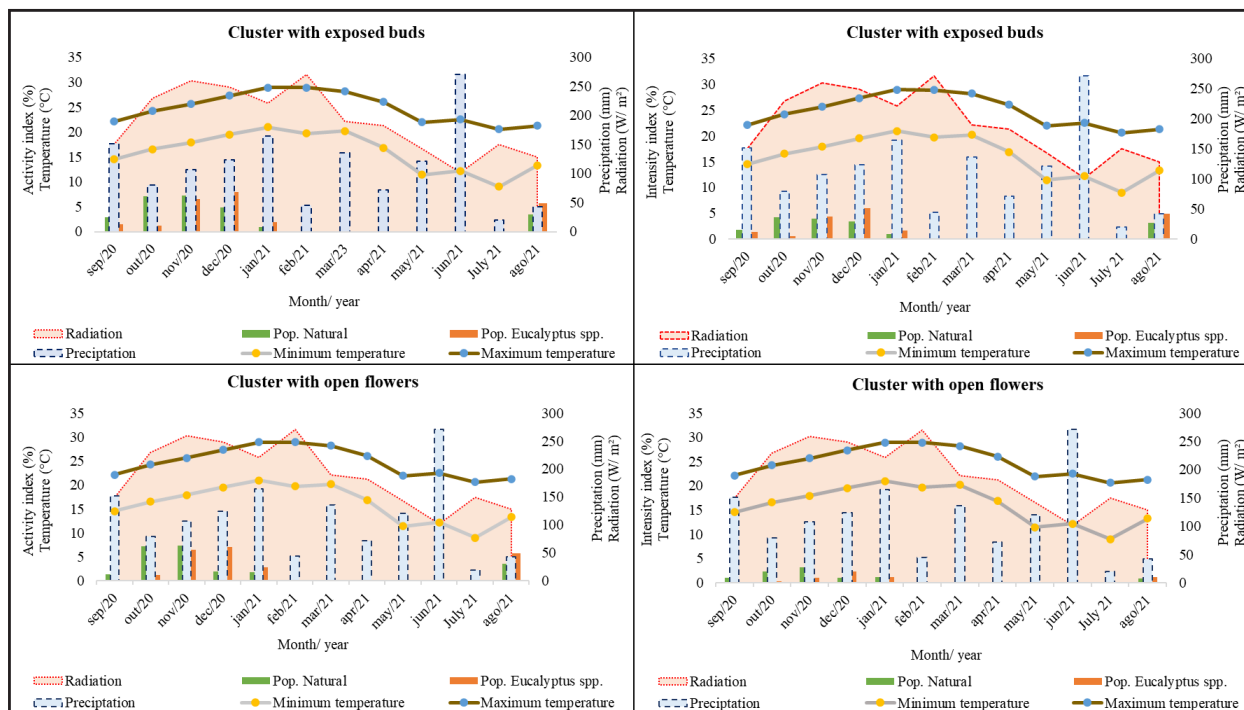 Cluster with exposed buds
Activity index (%)
Temperature (°C)
35
30
25
20
15
10
5
0
300
250
200
150
100
50
0
Precptation (mm)
Radiation (W/ m²)
sep/20
out/20
nov/20
dec/20
jan/21
feb/21
mar/23
apr/21
may/21
jun/21
July 21
ago/21
Month/ year
Radiation
Pop. Natural
Pop. Eucalyptus spp.
Preciptation
Minimum temperature
Maximum temperature
Cluster with exposed buds
Intensity index (%)
Temperature (°C)
35
30
25
20
15
10
5
0
300
250
200
150
100
50
0
Precptation (mm)
Radiation (W/ m²)
sep/20
out/20
nov/20
dec/20
jan/21
feb/21
mar/21
apr/21
may/21
jun/21
July 21
ago/21
Month/ year
Radiation
Pop. Natural
Pop. Eucalyptus spp.
Preciptation
Minimum temperature
Maximum temperature
Cluster with open flowers
Activity index (%)
Temperature (°C)
35
30
25
20
15
10
5
0
300
250
200
150
100
50
0
Precptation (mm)
Radiation (W/ m²)
sep/20
out/20
nov/20
dec/20
jan/21
feb/21
mar/21
apr/21
may/21
jun/21
July 21
ago/21
Month/ year
Radiation
Pop. Natural
Pop. Eucalyptus spp.
Preciptation
Minimum temperature
Maximum temperature
Cluster with open flowers
Intensity index (%)
Temperature (°C)
35
30
25
20
15
10
5
0
300
250
200
150
100
50
0
Precptation (mm)
Radiation (W/ m²)
sep/20
out/20
nov/20
dec/20
jan/21
feb/21
mar/21
apr/21
may/21
jun/21
July 21
ago/21
Month/ year
Radiation
Pop. Natural
Pop. Eucalyptus spp.
Preciptation
Minimum temperature
Maximum temperature